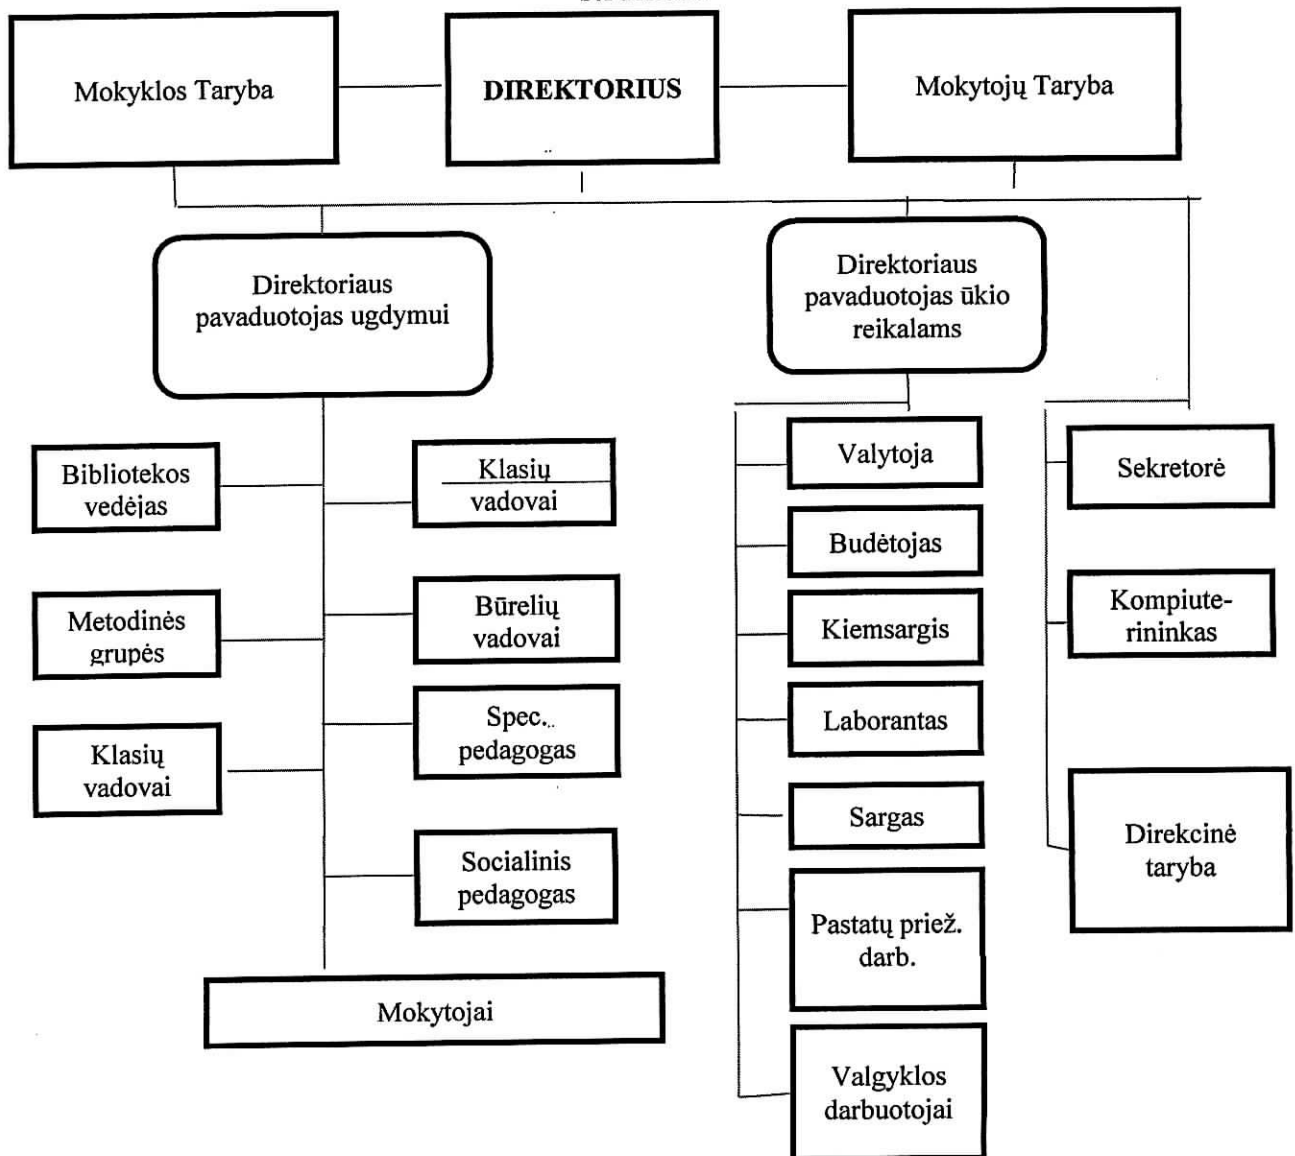 Mokyklos Taryba
DIREKTORIUS
Mokytojų Taryba
Direktoriaus
pavaduotojas ugdymui
Direktoriaus
pavaduotojas ūkio
reikalams
Bibliotekos
vedėjas
Metodinės
grupės
Klasių
vadovai
Klasių
vadovai
Būrelių
vadovai
Spec.
pedagogas
Socialinis
pedagogas
Mokytojai
Valytoja
Budėtojas
Kiemsargis
Laborantas
Sargas
Pastatų priež.
darb.
Valgyklos
darbuotojai
Sekretorė
Kompiute-
rininkas
Direkcinė
taryba